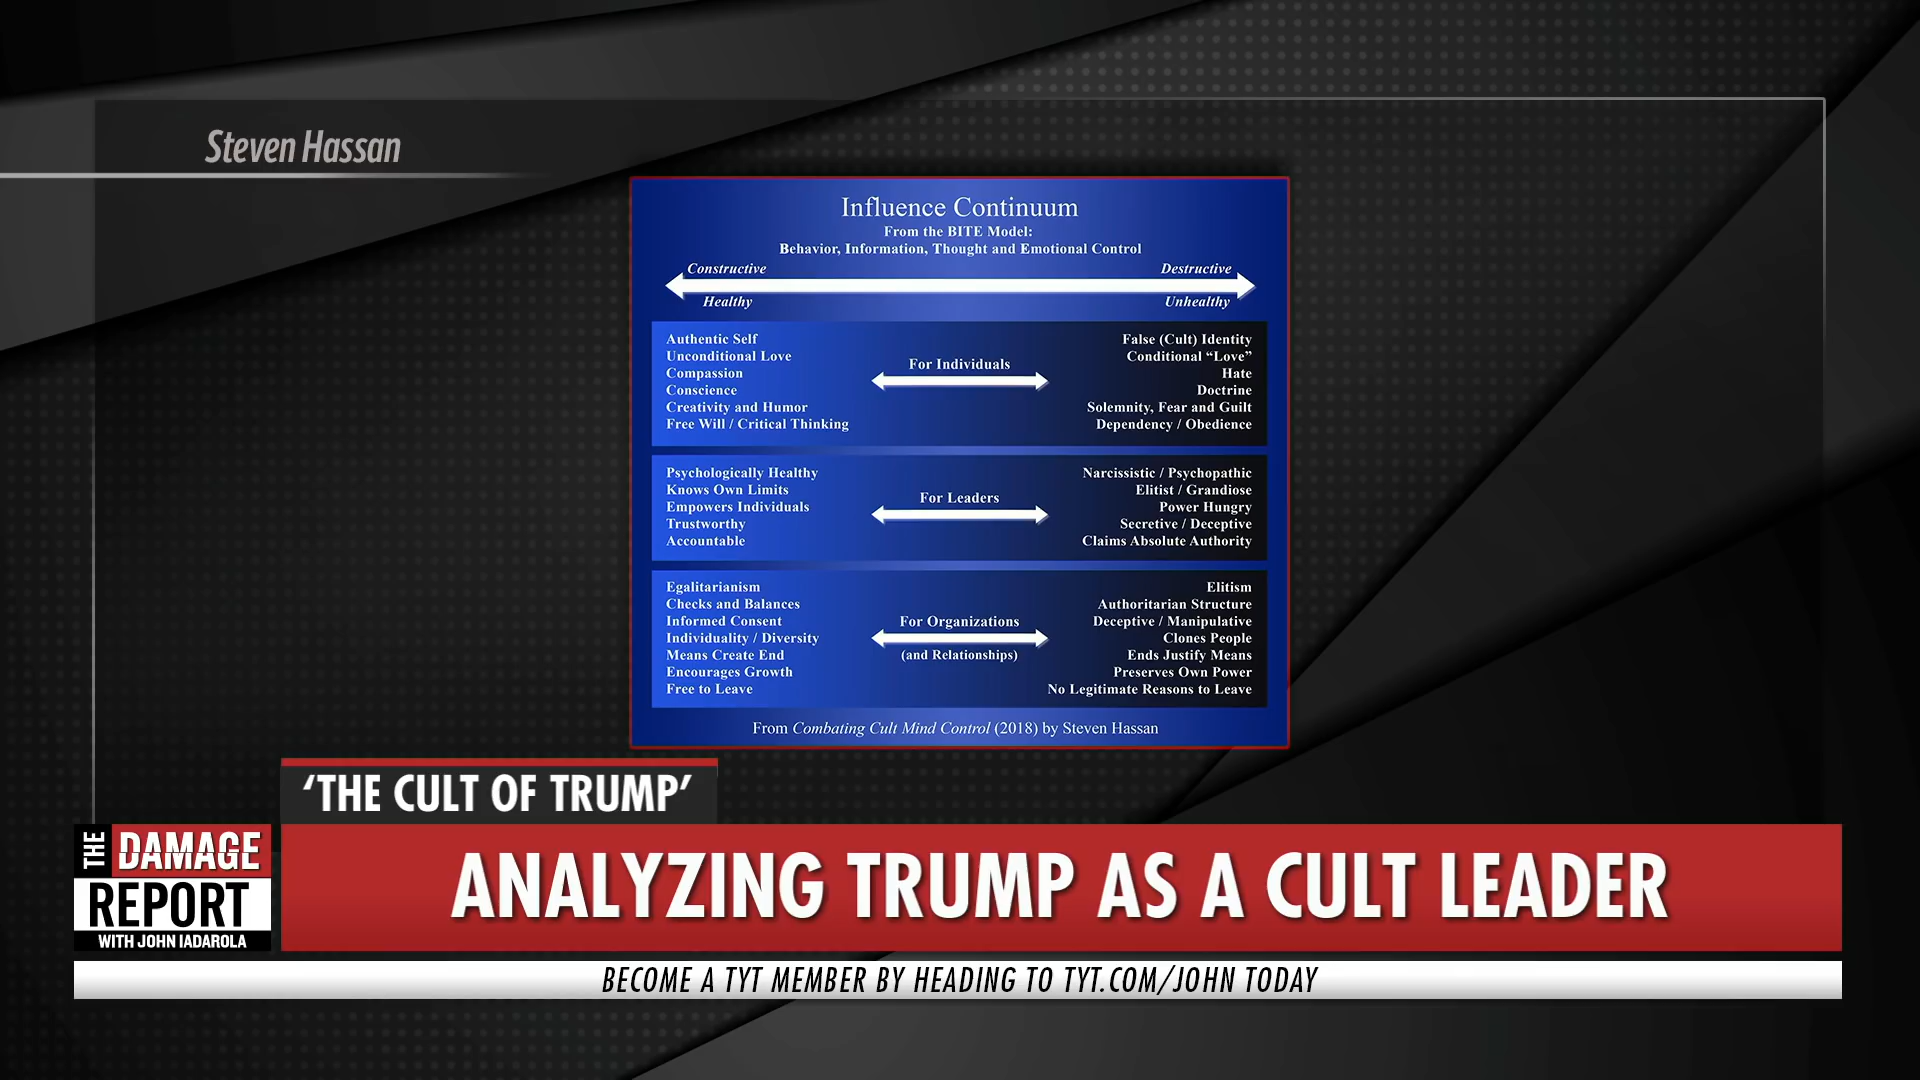 Steven Hassan
Influence Continuum
From the BITE Model:
Behavior, Information, Thought and Emotional Control
Constructive
Destructive
Healthy
Unhealthy
Authentic Self
Unconditional Love
Compassion
Conscience
Creativity and Humor
Free Will / Critical Thinking
For Individuals
False (Cult) Identity
Conditional “Love”
Hate
Doctrine
Solemnity, Fear and Guilt
Dependency / Obedience
Psychologically Healthy
Knows Own Limits
Empowers Individuals
Trustworthy
Accountable
For Leaders
Narcissistic / Psychopathic
Elitist / Grandiose
Power Hungry
Secretive / Deceptive
Claims Absolute Authority
Egalitarianism
Checks and Balances
Informed Consent
Individuality / Diversity
Means Create End
Encourages Growth
Free to Leave
For Organizations
(and Relationships)
Elitism
Authoritarian Structure
Deceptive / Manipulative
Clones People
Ends Justify Means
Preserves Own Power
No Legitimate Reasons to Leave
From Combating Cult Mind Control (2018) by Steven Hassan
‘THE CULT OF TRUMP’
THE DAMAGE
REPORT
WITH JOHN IADAROLA
ANALYZING TRUMP AS A CULT LEADER
BECOME A TYT MEMBER BY HEADING TO TYT.COM/JOHN TODAY